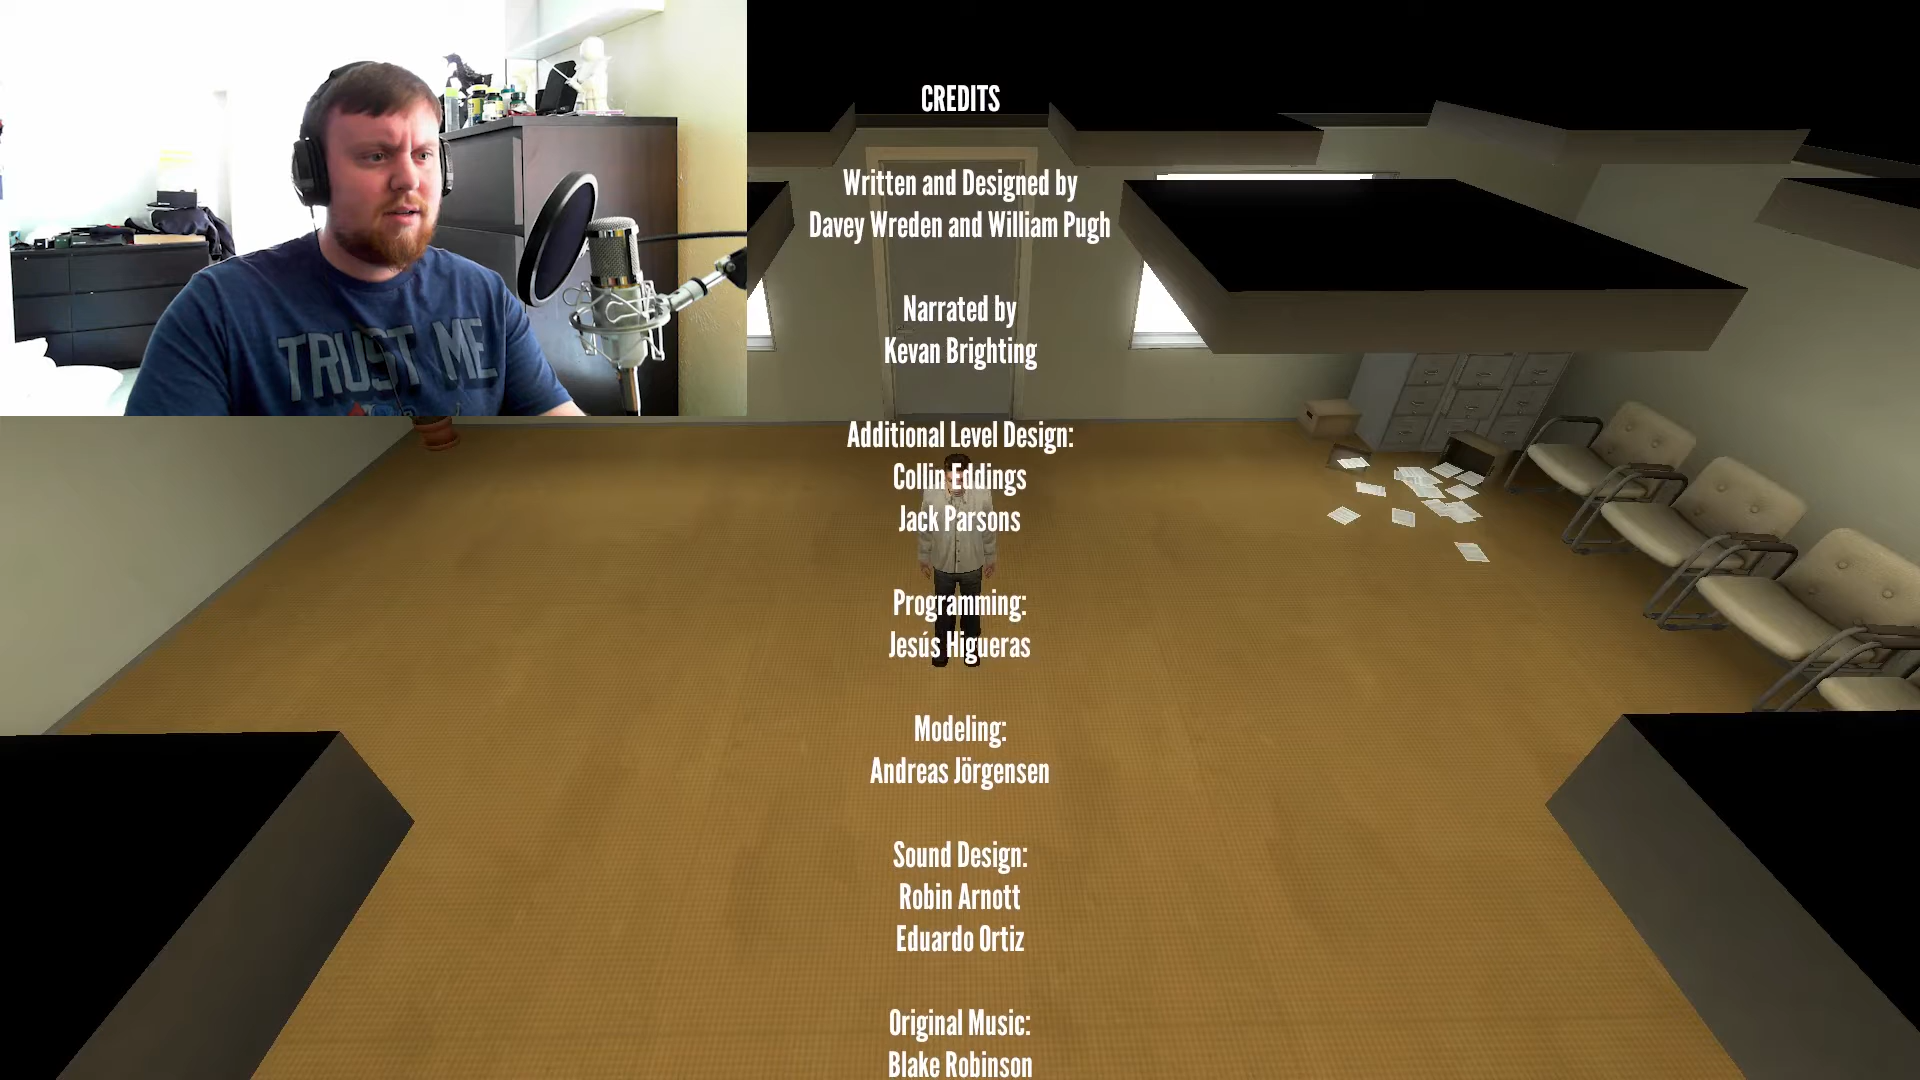 TRUST ME
CREDITS
Written and Designed by
Davey Wreden and William Pugh
Narrated by
Kevan Brighting
Additional Level Design:
Collin Eddings
Jack Parsons
Programming:
Jesús Higueras
Modeling:
Andreas Jörgensen
Sound Design:
Robin Arnott
Eduardo Ortiz
Original Music:
Blake Robinson